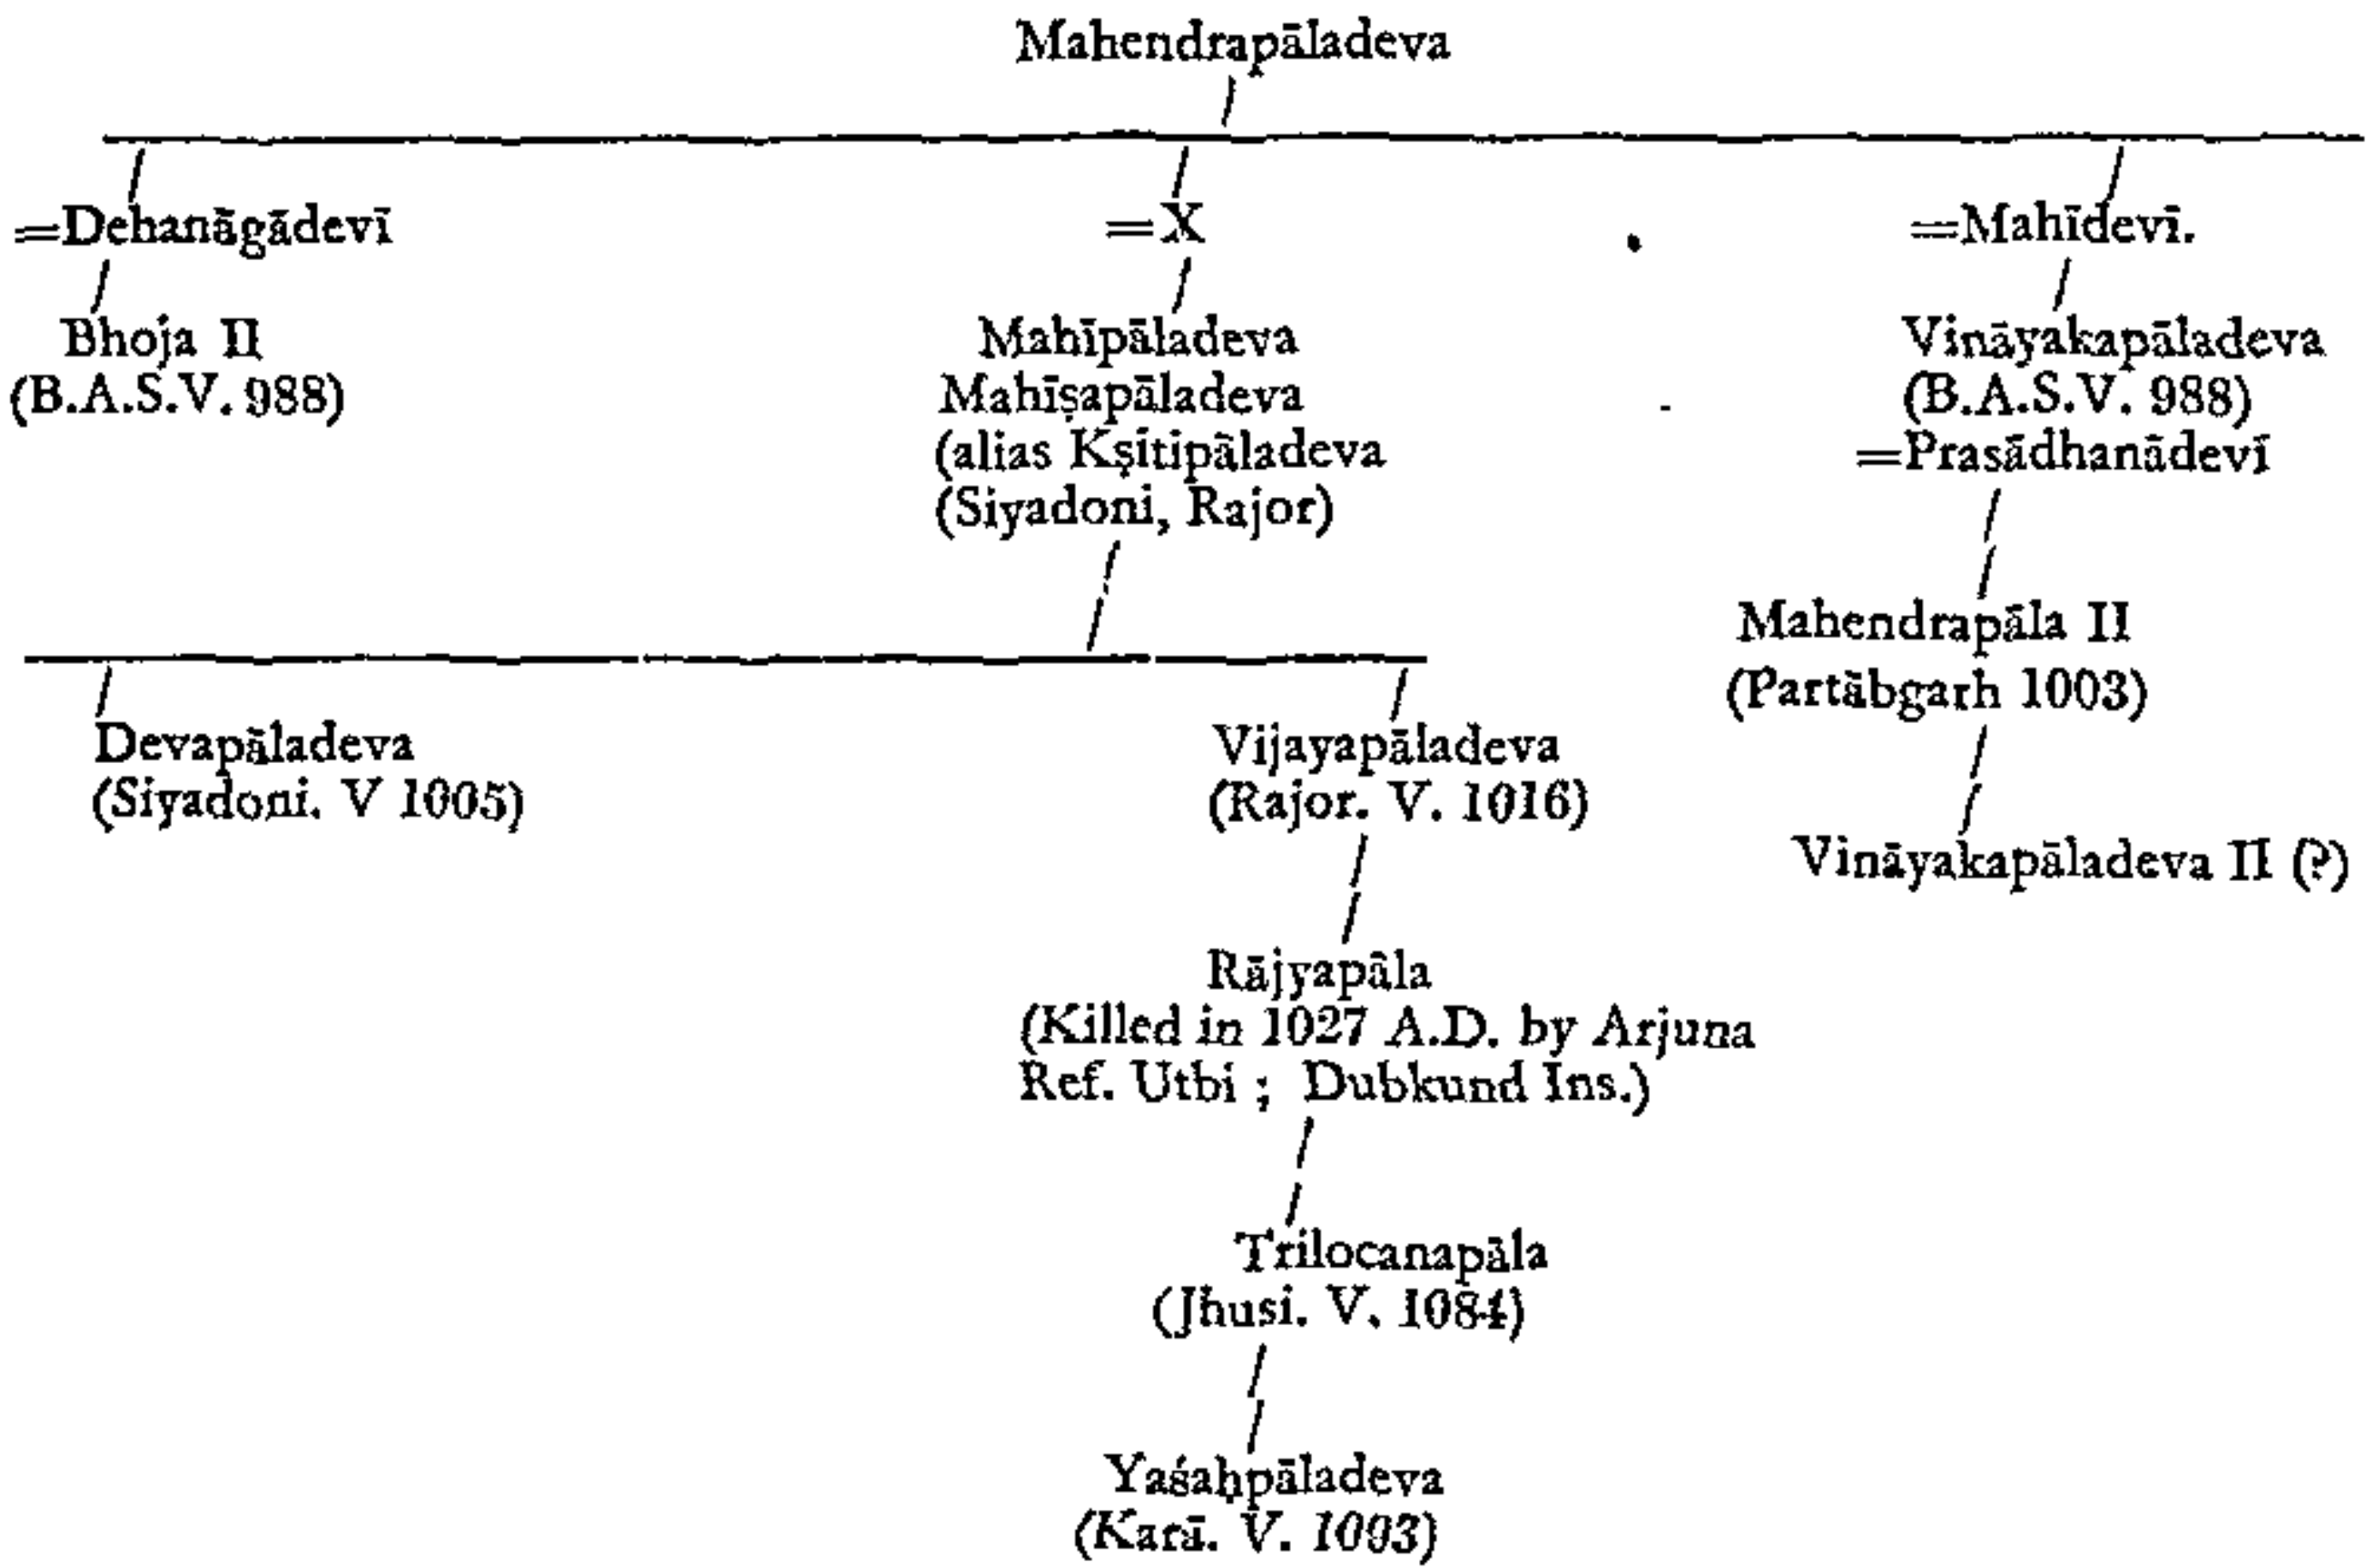 Mahendrapāladeva
=Dehanāgādevī =X =Mahīdevī.
Bhoja II Mahīpāladeva Vināyakapāladeva
(B.A.S.V. 988) Mahīṣapāladeva (B.A.S.V. 988)
(alias Kṣitipāladeva =Prasādhanādevī
(Siyadoni, Rajor)
Mahendrapāla II
(Partābgarh 1003)
Devapāladeva Vijayapāladeva
(Siyadoni. V 1005) (Rajor. V. 1016)
Vināyakapāladeva II (?)
Rājyapāla
(Killed in 1027 A.D. by Arjuna
Ref. Utbi ; Dubkund Ins.)
Trilocanapāla
(Jhusi. V. 1084)
Yaśaḥpāladeva
(Karā. V. 1093)